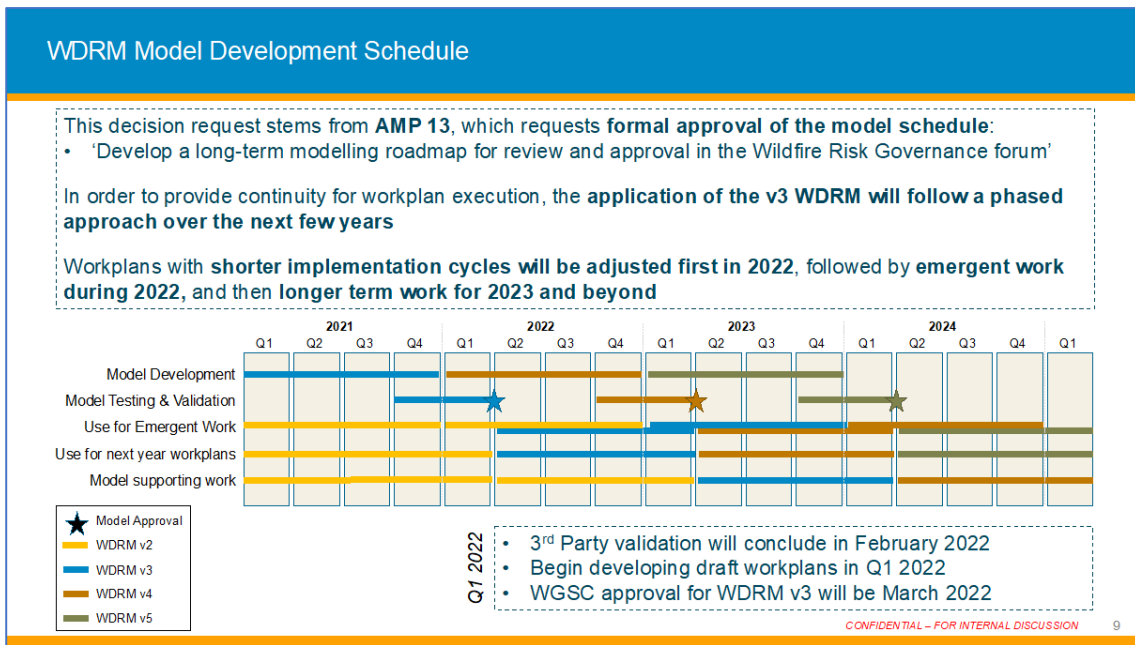 WDRM Model Development Schedule
This decision request stems from AMP 13, which requests formal approval of the model schedule:
• ‘Develop a long-term modelling roadmap for review and approval in the Wildfire Risk Governance forum’
In order to provide continuity for workplan execution, the application of the v3 WDRM will follow a phased
approach over the next few years
Workplans with shorter implementation cycles will be adjusted first in 2022, followed by emergent work
during 2022, and then longer term work for 2023 and beyond
2021 2022 2023 2024
Q1 Q2 Q3 Q4 Q1 Q2 Q3 Q4 Q1 Q2 Q3 Q4 Q1 Q2 Q3 Q4 Q1
Model Development
Model Testing & Validation
Use for Emergent Work
Use for next year workplans
Model supporting work
Model Approval
WDRM v2
WDRM v3
WDRM v4
WDRM v5
Q1 2022
• 3rd Party validation will conclude in February 2022
• Begin developing draft workplans in Q1 2022
• WGSC approval for WDRM v3 will be March 2022
CONFIDENTIAL – FOR INTERNAL DISCUSSION 9